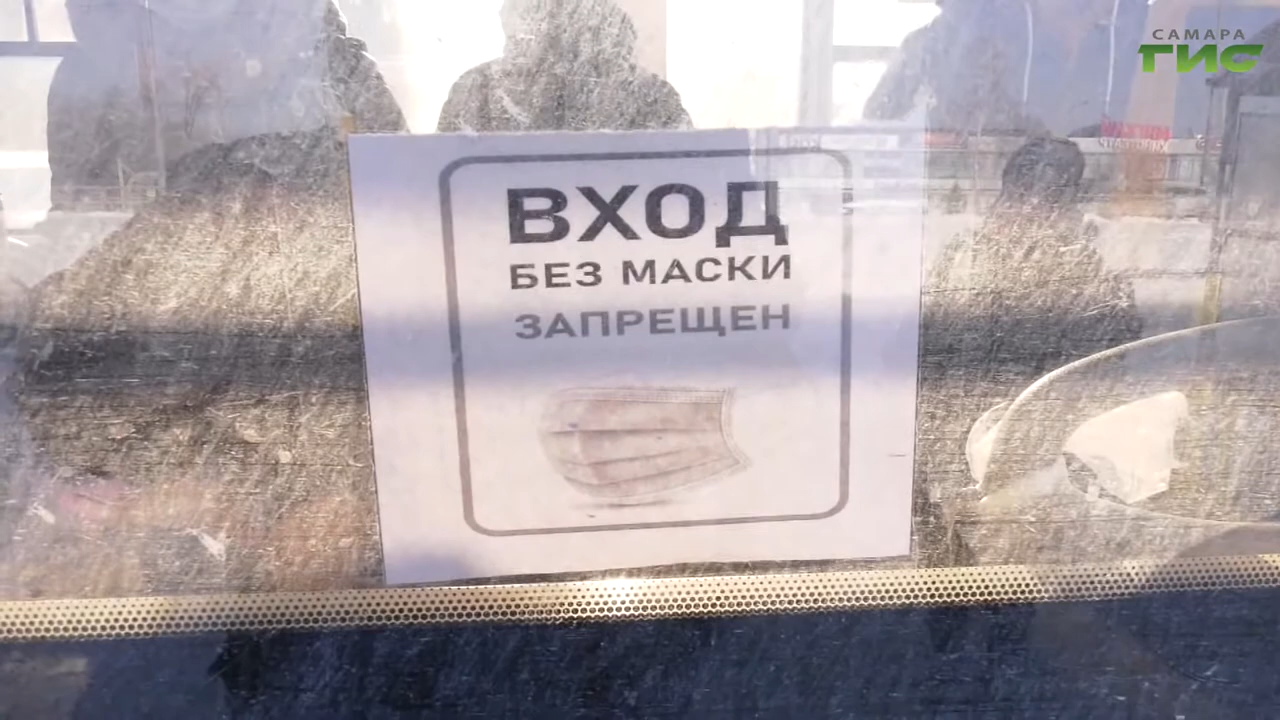 САМАРА
ГИС
ВХОД
БЕЗ МАСКИ
ЗАПРЕЩЕН